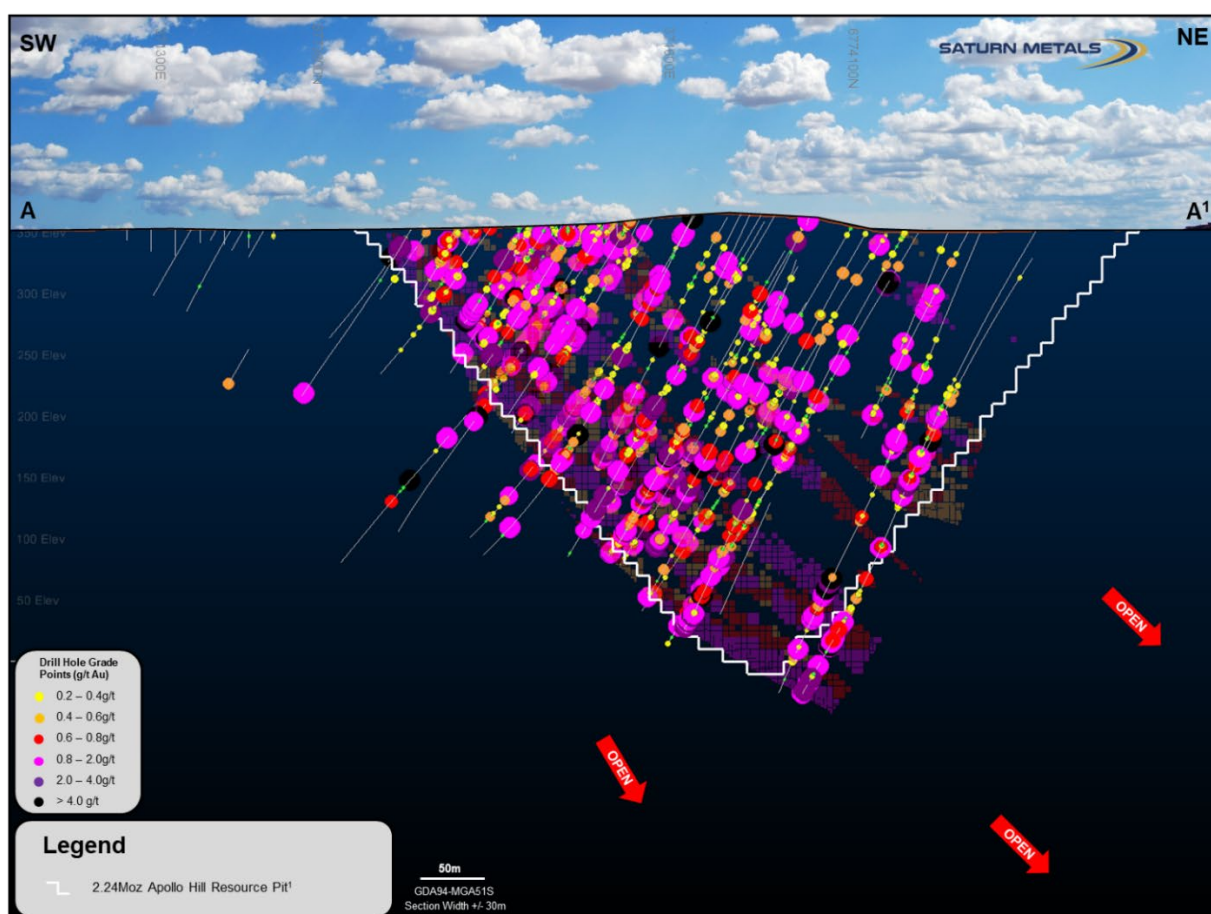 SW
NE
SATURN METALS
A
A¹
300 Elev
250 Elev
200 Elev
150 Elev
100 Elev
50 Elev
OPEN
OPEN
OPEN
Drill Hole Grade
Points (g/t Au)
0.2 – 0.4g/t
0.4 – 0.6g/t
0.6 – 0.8g/t
0.8 – 2.0g/t
2.0 – 4.0g/t
> 4.0 g/t
Legend
2.24Moz Apollo Hill Resource Pit¹
50m
GDA94-MGA51S
Section Width +/- 30m